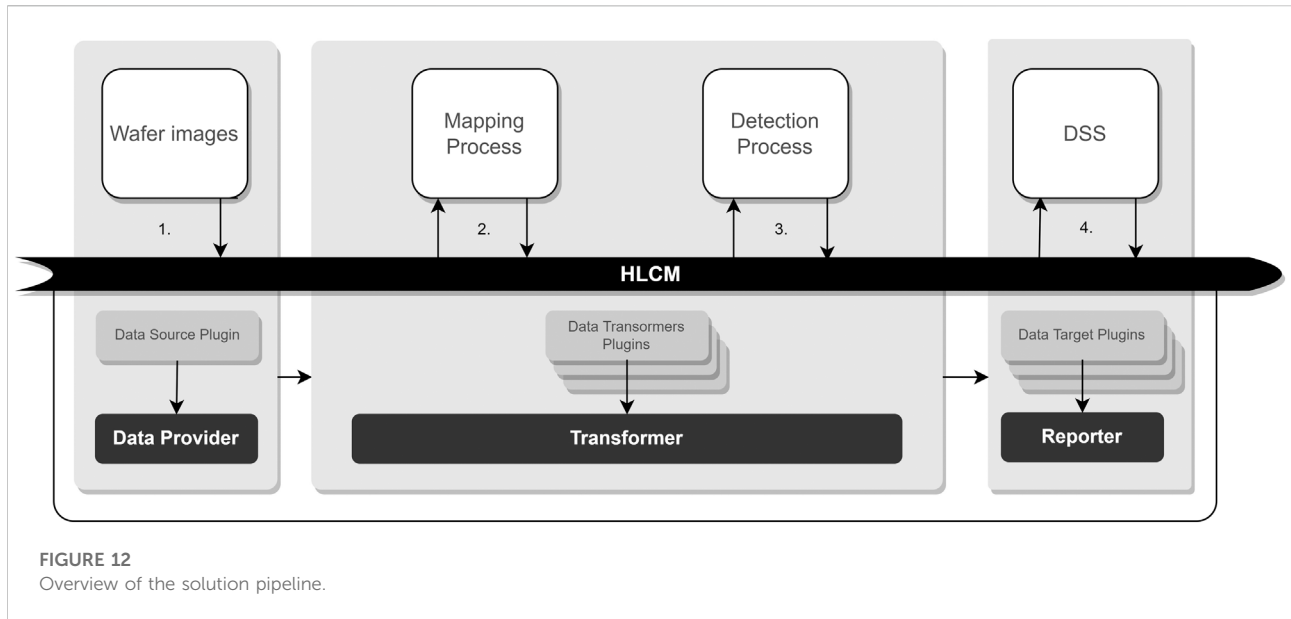 Wafer images
Mapping
Process
Detection
Process
DSS
1.
2.
3.
4.
HLCM
Data Source Plugin
Data Transormers
Plugins
Data Target Plugins
Data Provider
Transformer
Reporter
FIGURE 12
Overview of the solution pipeline.